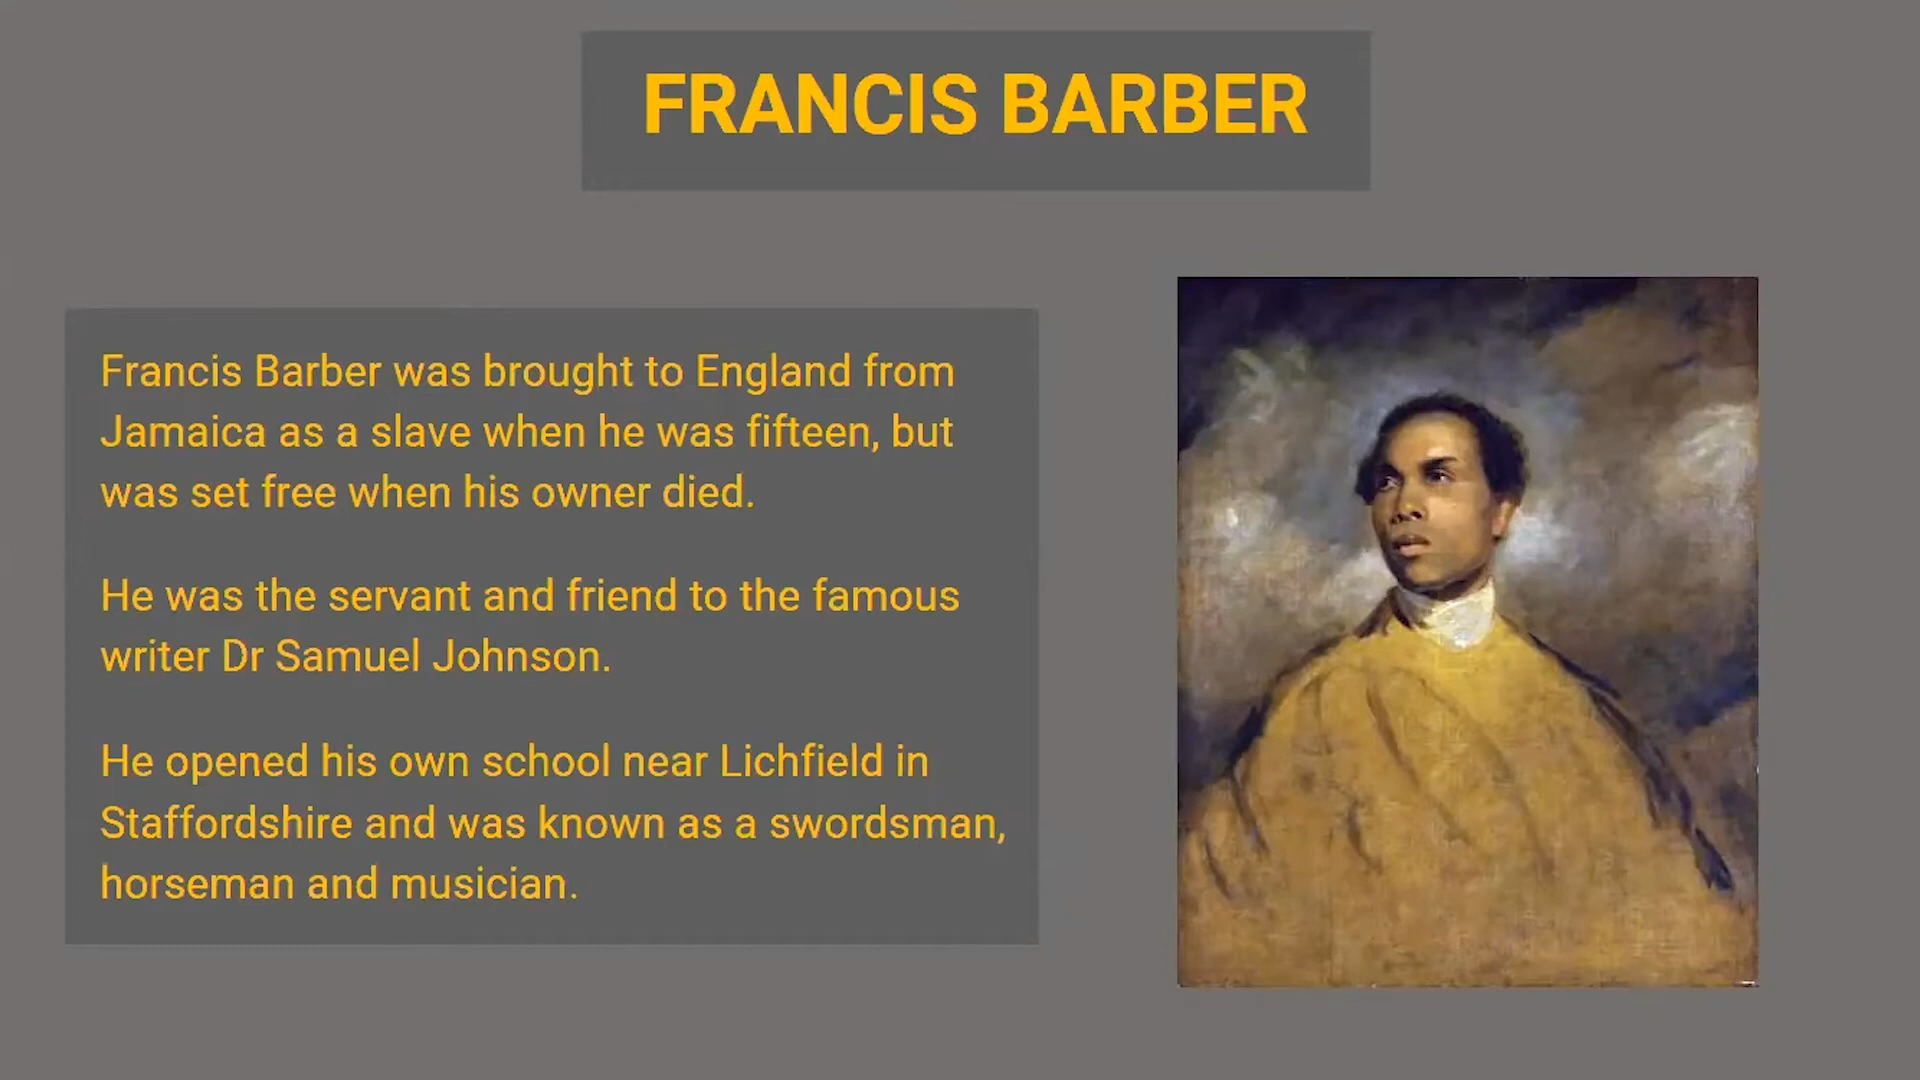 FRANCIS BARBER
Francis Barber was brought to England from
Jamaica as a slave when he was fifteen, but
was set free when his owner died.
He was the servant and friend to the famous
writer Dr Samuel Johnson.
He opened his own school near Lichfield in
Staffordshire and was known as a swordsman,
horseman and musician.